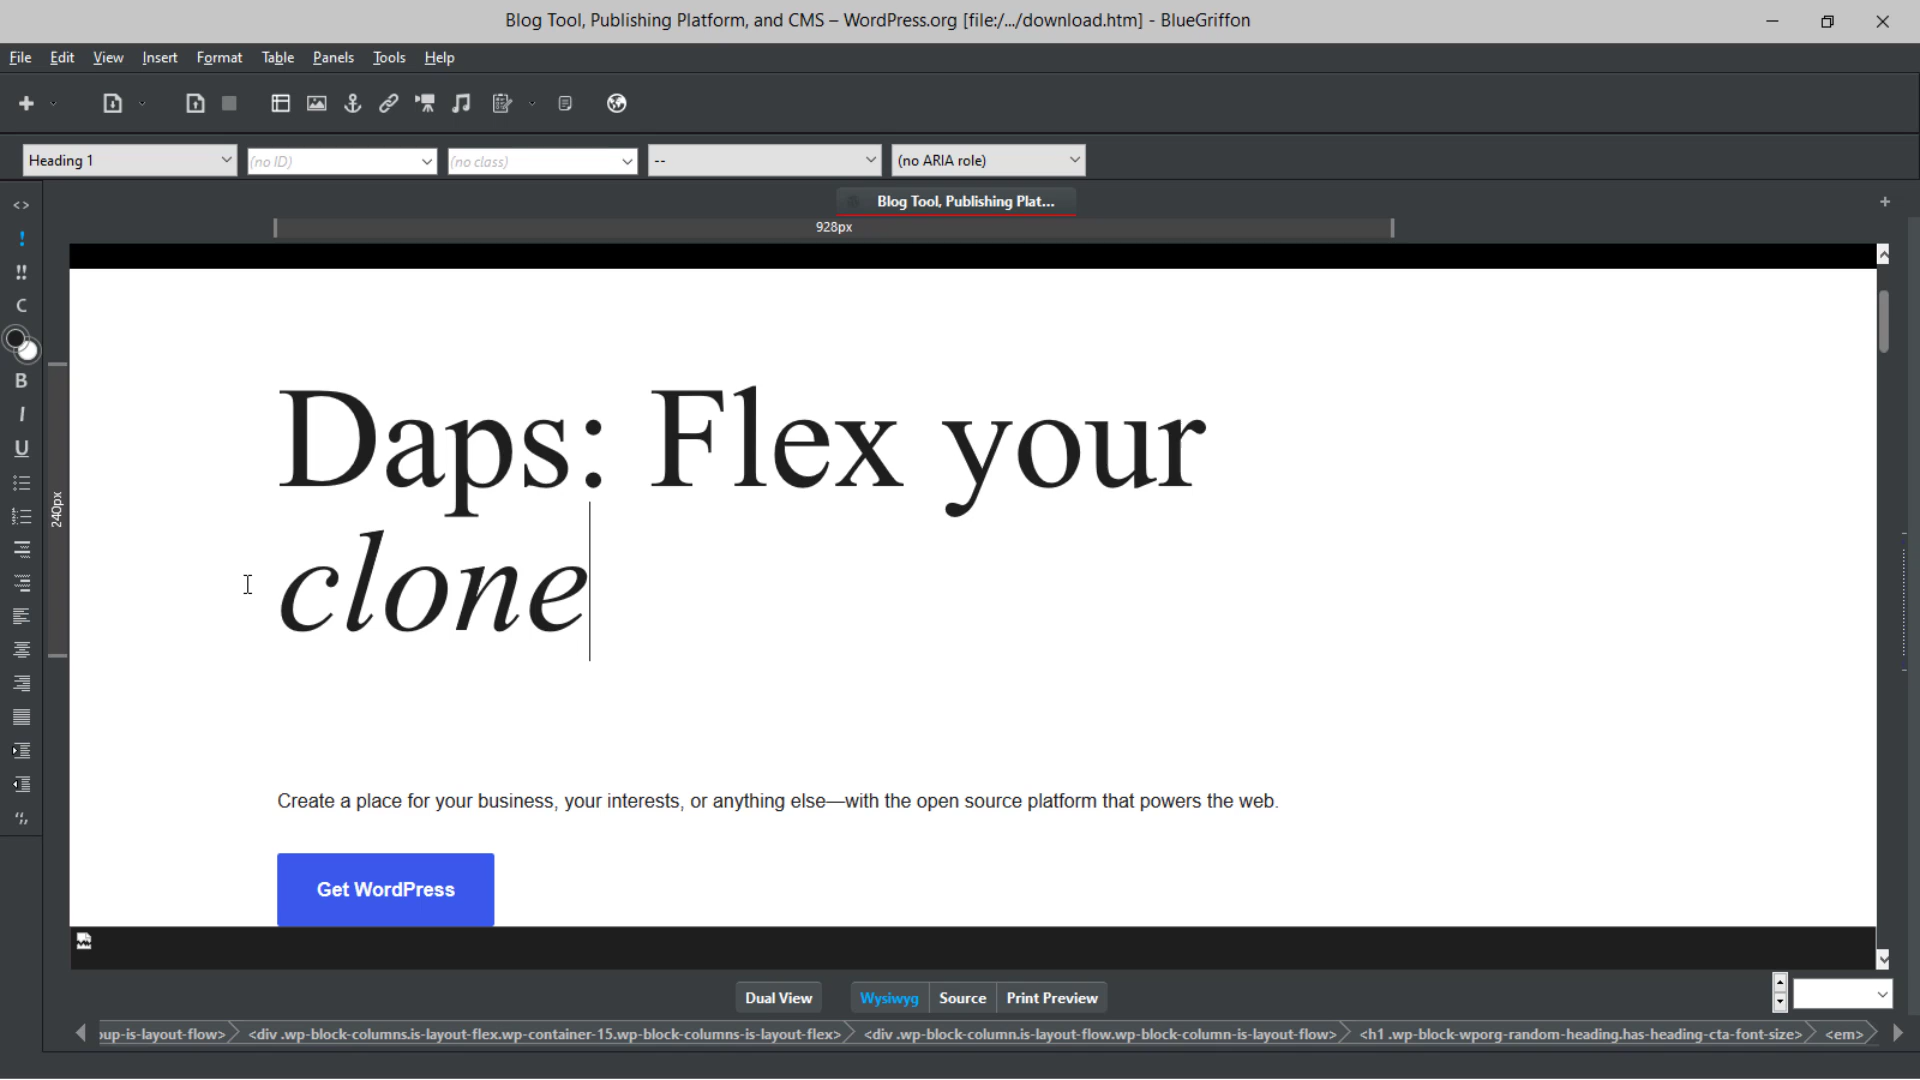 Blog Tool, Publishing Platform, and CMS – WordPress.org [file:/.../download.htm] - BlueGriffon
File Edit View Insert Format Table Panels Tools Help
Heading 1 (no ID) (no class) -- (no ARIA role)
Blog Tool, Publishing Plat...
928px
C
B
I
U
240px
Daps: Flex your
clone
Create a place for your business, your interests, or anything else—with the open source platform that powers the web.
Get WordPress
Dual View Wysiwyg Source Print Preview
oup-is-layout-flow> <div .wp-block-columns.is-layout-flex.wp-container-15.wp-block-columns-is-layout-flex> <div .wp-block-column.is-layout-flow.wp-block-column-is-layout-flow> <h1 .wp-block-wporg-random-heading.has-heading-cta-font-size> <em>